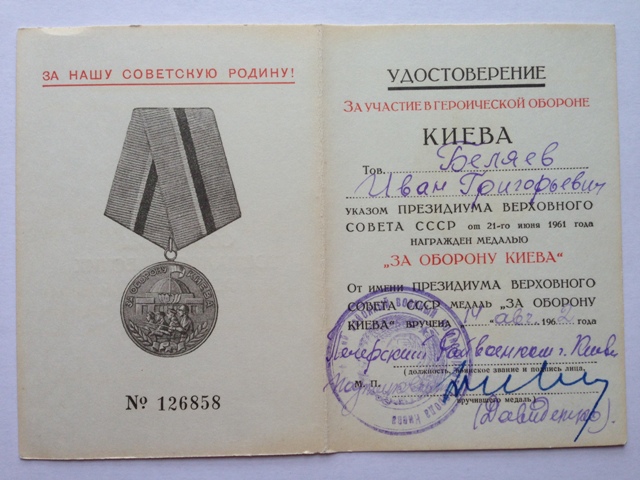 ЗА НАШУ СОВЕТСКУЮ РОДИНУ!
ЗА ОБОРОНУ КИЕВА
№ 126858
УДОСТОВЕРЕНИЕ
ЗА УЧАСТИЕ В ГЕРОИЧЕСКОЙ ОБОРОНЕ
КИЕВА
Тов. Беляев
Иван Григорьевич
УКАЗОМ ПРЕЗИДИУМА ВЕРХОВНОГО
СОВЕТА СССР от 21-го июня 1961 года
НАГРАЖДЕН МЕДАЛЬЮ
„ЗА ОБОРОНУ КИЕВА“
От имени ПРЕЗИДИУМА ВЕРХОВНОГО
СОВЕТА СССР МЕДАЛЬ „ЗА ОБОРОНУ
КИЕВА“ ВРУЧЕНА „14“ авг. 1962 года
Печерский Райвоенком г. Киева
(должность, воинское звание и подпись лица,
М. П.
вручившего медаль)
(Давиденко).